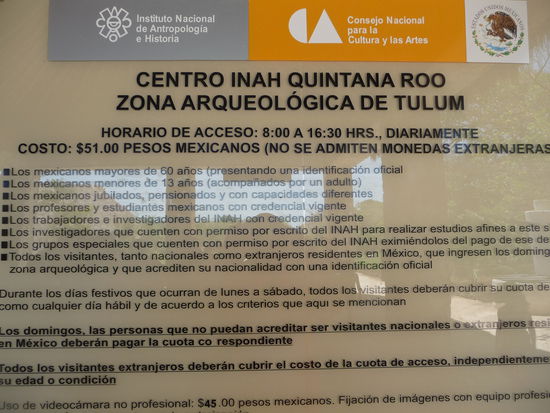 Instituto Nacional
de Antropología
e Historia
CA
Consejo Nacional
para la
Cultura y las Artes
ESTADOS UNIDOS MEXICANOS
CENTRO INAH QUINTANA ROO
ZONA ARQUEOLÓGICA DE TULUM
HORARIO DE ACCESO: 8:00 A 16:30 HRS., DIARIAMENTE
COSTO: $51.00 PESOS MEXICANOS (NO SE ADMITEN MONEDAS EXTRANJERAS
■Los mexicanos mayores de 60 años (presentando una identificación oficial
■Los mexicanos menores de 13 años (acompañados por un adulto)
■Los mexicanos jubilados, pensionados y con capacidades diferentes
■Los profesores y estudiantes mexicanos con credencial vigente
■Los trabajadores e investigadores del INAH con credencial vigente
■Los investigadores que cuenten con permiso por escrito del INAH para realizar estudios afines a este s
■Los grupos especiales que cuenten con permiso por escrito del INAH eximiéndolos del pago de ese de
■Todos los visitantes, tanto nacionales como extranjeros residentes en México, que ingresen los doming
zona arqueológica y que acrediten su nacionalidad con una identificación oficial
Durante los días festivos que ocurran de lunes a sábado, todos los visitantes deberán cubrir su cuota de
como cualquier día hábil y de acuerdo a los criterios que aquí se mencionan
Los domingos, las personas que no puedan acreditar ser visitantes nacionales o extranjeros resi
en México deberán pagar la cuota co respondiente
Todos los visitantes extranjeros deberán cubrir el costo de la cuota de acceso, independienteme
su edad o condición
Uso de videocámara no profesional: $45.00 pesos mexicanos. Fijación de imágenes con equipo profesi